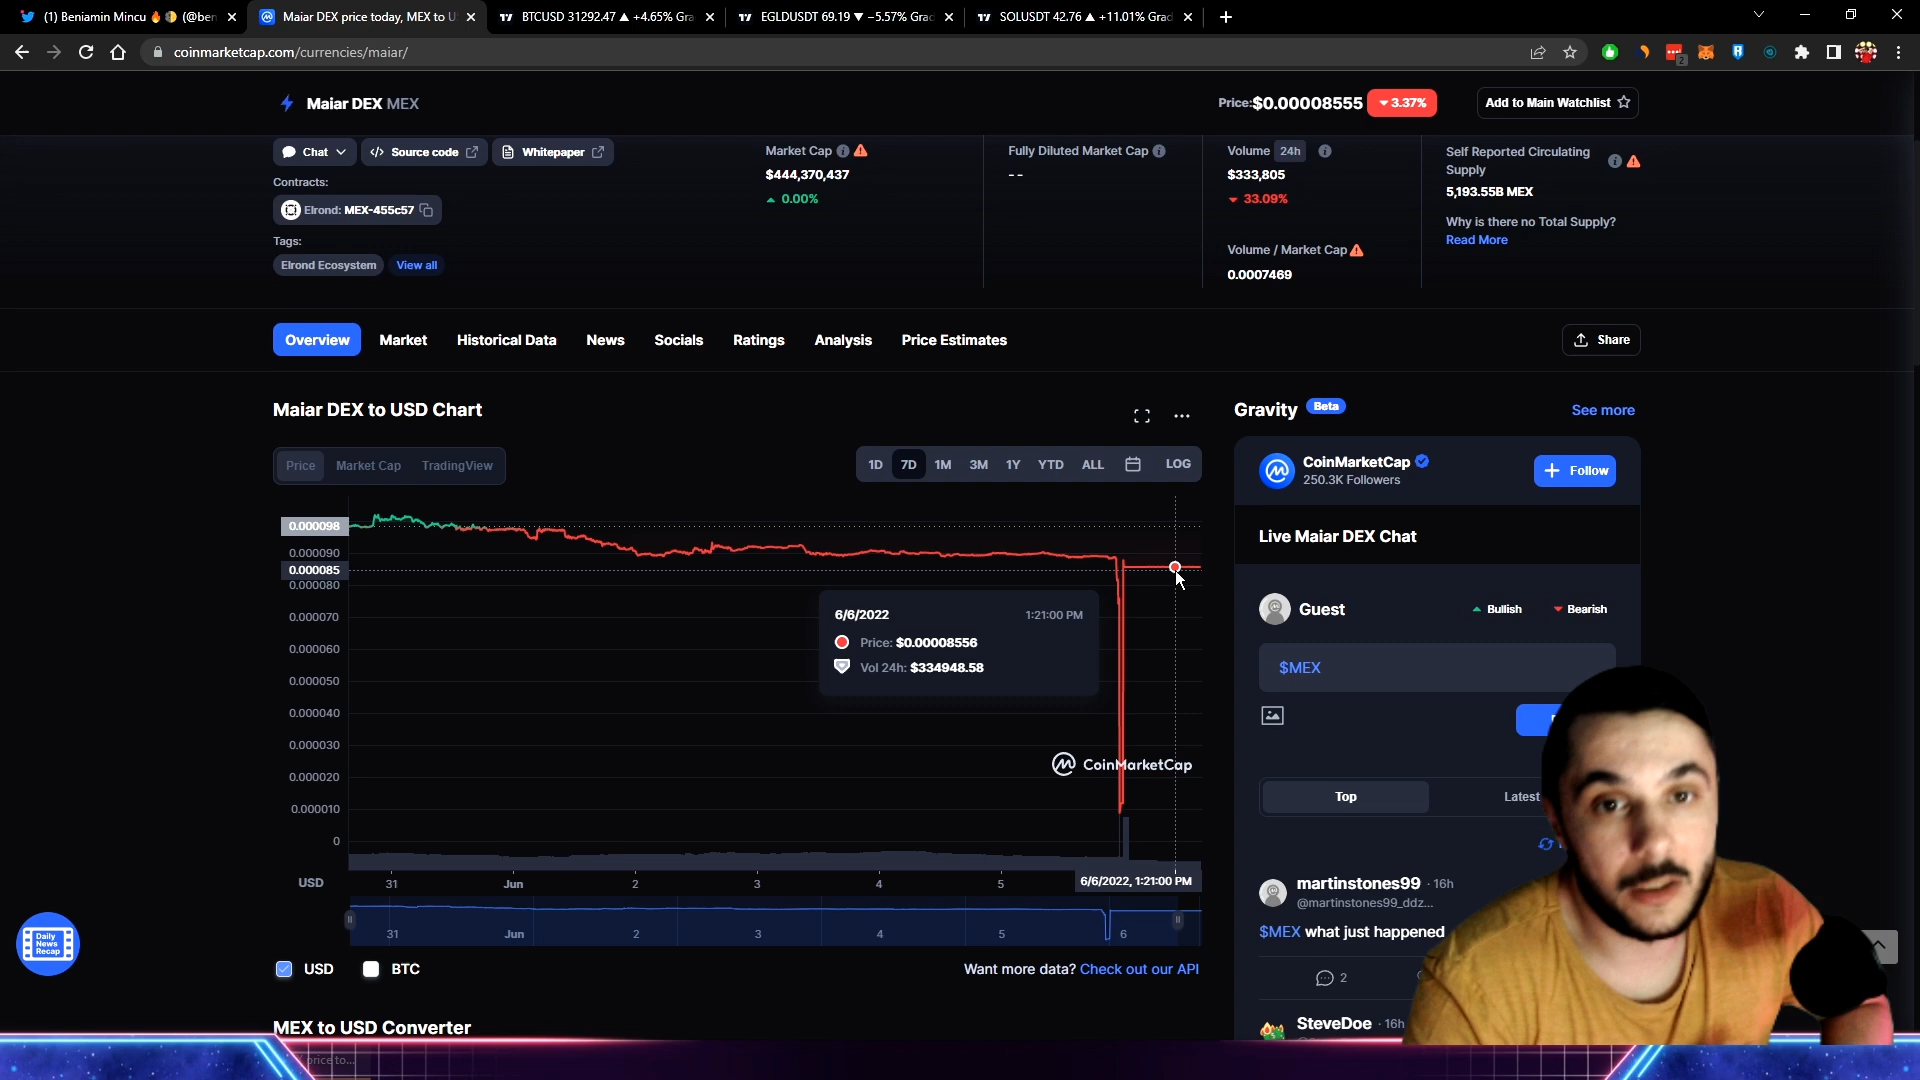 (1) Beniamin Mincu 🔥 (@ben
Maiar DEX price today, MEX to U
BTCUSD 31292.47 ▲ +4.65% Gra
EGLDUSDT 69.19 ▼ −5.57% Grad
SOLUSDT 42.76 ▲ +11.01% Grad
coinmarketcap.com/currencies/maiar/
2
Maiar DEX MEX
Price:$0.00008555
3.37%
Add to Main Watchlist
Chat
Source code
Whitepaper
Contracts:
Elrond: MEX-455c57
Tags:
Elrond Ecosystem
View all
Market Cap
$444,370,437
0.00%
Fully Diluted Market Cap
- -
Volume 24h
$333,805
33.09%
Volume / Market Cap
0.0007469
Self Reported Circulating
Supply
5,193.55B MEX
Why is there no Total Supply?
Read More
Overview
Market
Historical Data
News
Socials
Ratings
Analysis
Price Estimates
Share
Maiar DEX to USD Chart
Price
Market Cap
TradingView
1D
7D
1M
3M
1Y
YTD
ALL
LOG
0.000098
0.000090
0.000085
0.000080
0.000070
0.000060
0.000050
0.000040
0.000030
0.000020
0.000010
0
USD
6/6/2022
1:21:00 PM
Price: $0.00008556
Vol 24h: $334948.58
CoinMarketCap
31
Jun
2
3
4
5
6/6/2022, 1:21:00 PM
31
Jun
2
3
4
5
6
USD
BTC
Want more data? Check out our API
MEX to USD Converter
price to...
Daily
News
Recap
Gravity Beta
See more
CoinMarketCap
250.3K Followers
Follow
Live Maiar DEX Chat
Guest
Bullish
Bearish
$MEX
Top
Latest
martinstones99 · 16h
@martinstones99_ddz...
$MEX what just happened
2
SteveDoe · 16h